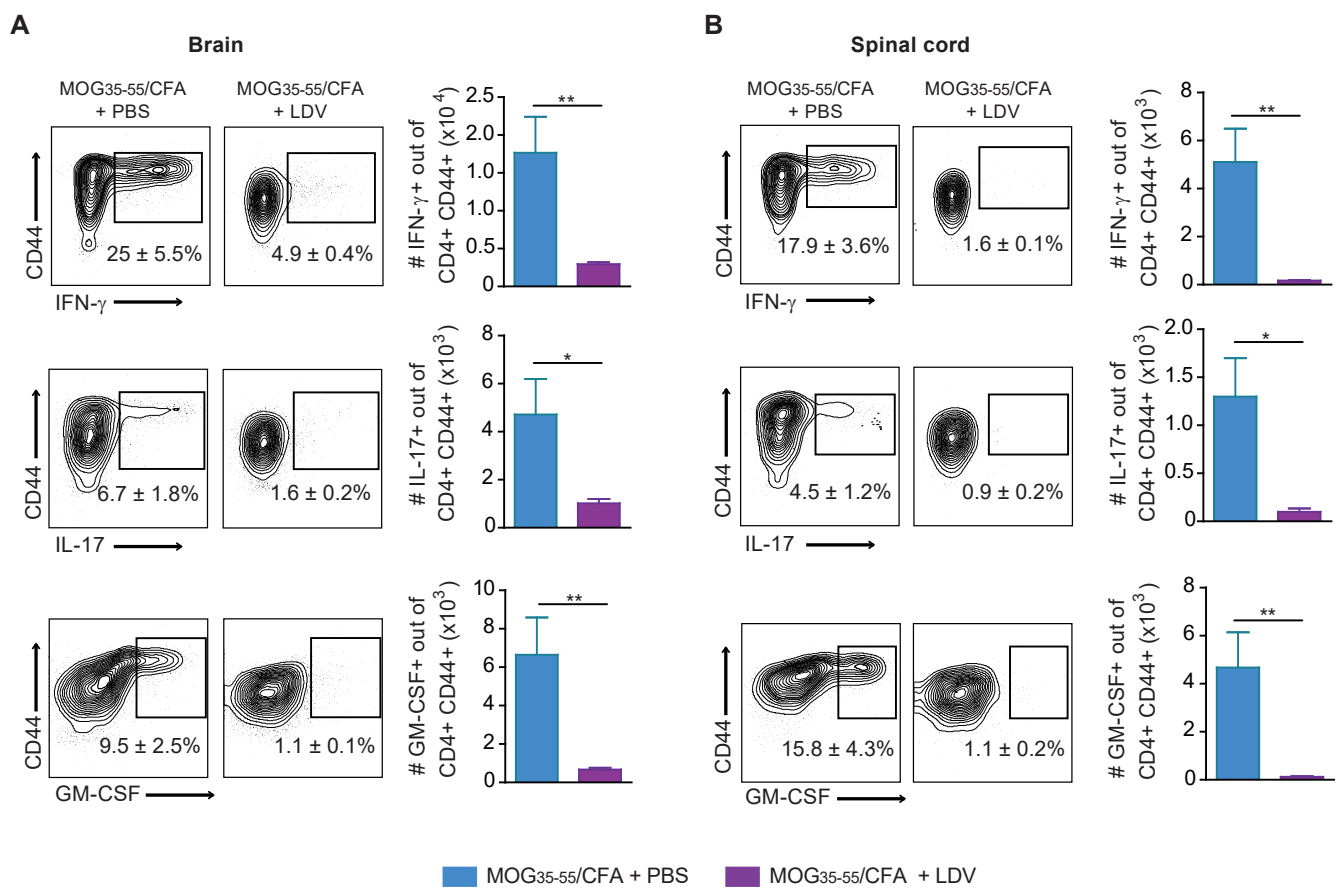 A
Brain
MOG35-55/CFA
+ PBS
MOG35-55/CFA
+ LDV
CD44
25 ± 5.5%
4.9 ± 0.4%
IFN-γ
# IFN-γ+ out of
CD4+ CD44+ (x10 4)
2.5
2.0
1.0
1.0
0.5
0
**
CD44
6.7 ± 1.8%
1.6 ± 0.2%
IL-17
# IL-17+ out of
CD4+ CD44+ (x10 3)
8
6
4
2
0
*
CD44
9.5 ± 2.5%
1.1 ± 0.1%
GM-CSF
# GM-CSF+ out of
CD4+ CD44+ (x10 3)
10
8
6
4
2
0
**
B
Spinal cord
MOG35-55/CFA
+ PBS
MOG35-55/CFA
+ LDV
CD44
17.9 ± 3.6%
1.6 ± 0.1%
IFN-γ
# IFN-γ+ out of
CD4+ CD44+ (x10 3)
8
6
4
2
0
**
CD44
4.5 ± 1.2%
0.9 ± 0.2%
IL-17
# IL-17+ out of
CD4+ CD44+ (x10 3)
2.0
1.5
1.0
0.5
0
*
CD44
15.8 ± 4.3%
1.1 ± 0.2%
GM-CSF
# GM-CSF+ out of
CD4+ CD44+ (x10 3)
8
6
4
2
0
**
MOG35-55/CFA + PBS
MOG35-55/CFA + LDV